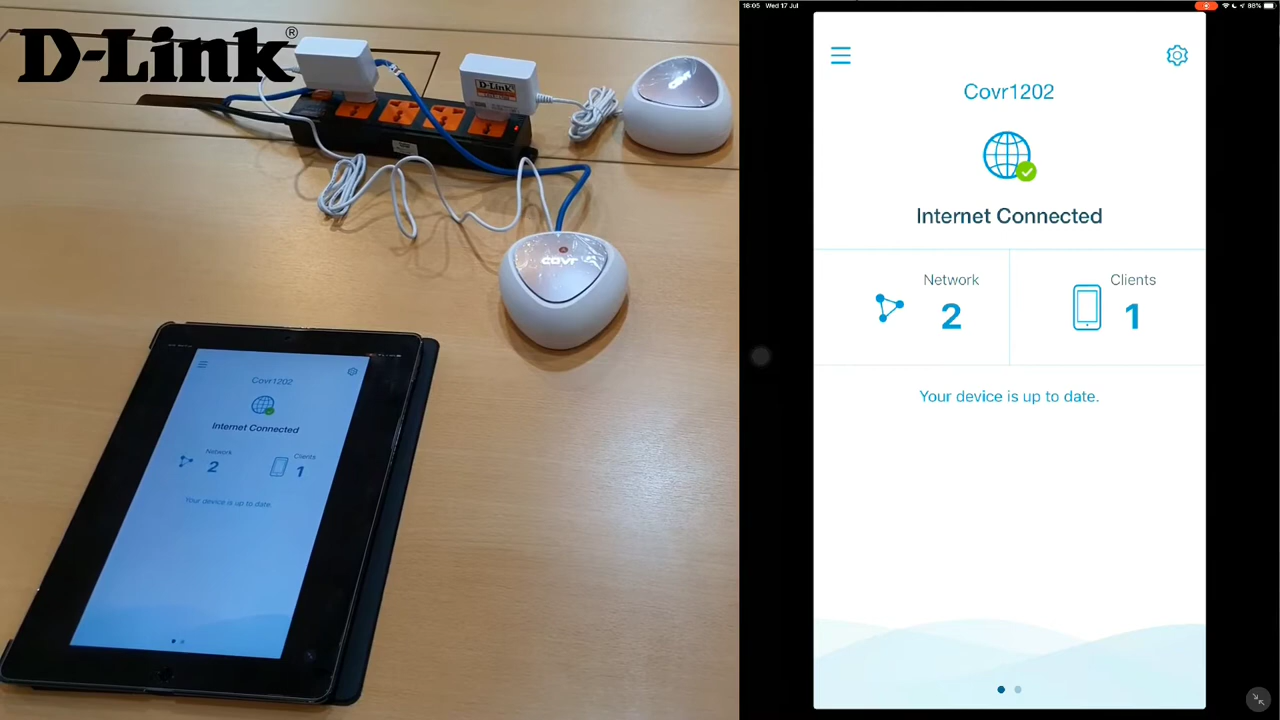 D-Link®
D-Link
covr
covr
Covr1202
Internet Connected
Network
2
Clients
1
Your device is up to date.
18:05 Wed 17 Jul
88%
Covr1202
Internet Connected
Network
2
Clients
1
Your device is up to date.